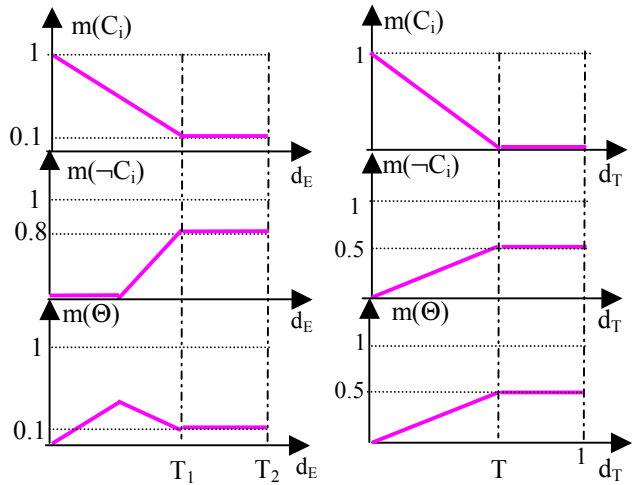 m(Cᵢ)
1
0.1
d_E
m(¬Cᵢ)
1
0.8
d_E
m(Θ)
1
0.1
T₁
T₂
d_E
m(Cᵢ)
1
d_T
m(¬Cᵢ)
1
0.5
d_T
m(Θ)
1
0.5
T
1
d_T